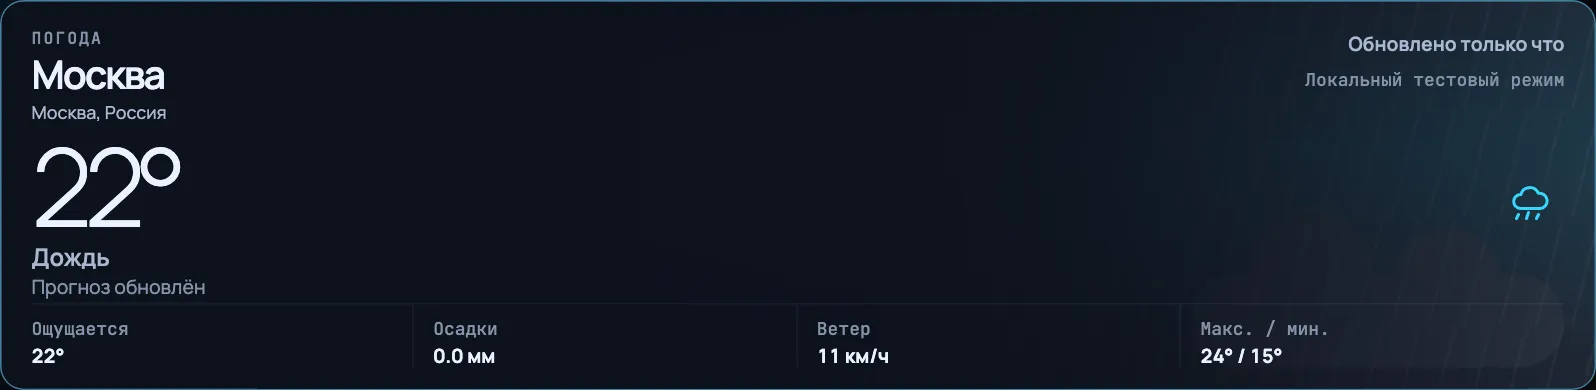 ПОГОДА
Обновлено только что
Москва
Локальный тестовый режим
Москва, Россия
22°
Дождь
Прогноз обновлён
Ощущается
22°
Осадки
0.0 мм
Ветер
11 км/ч
Макс. / мин.
24° / 15°